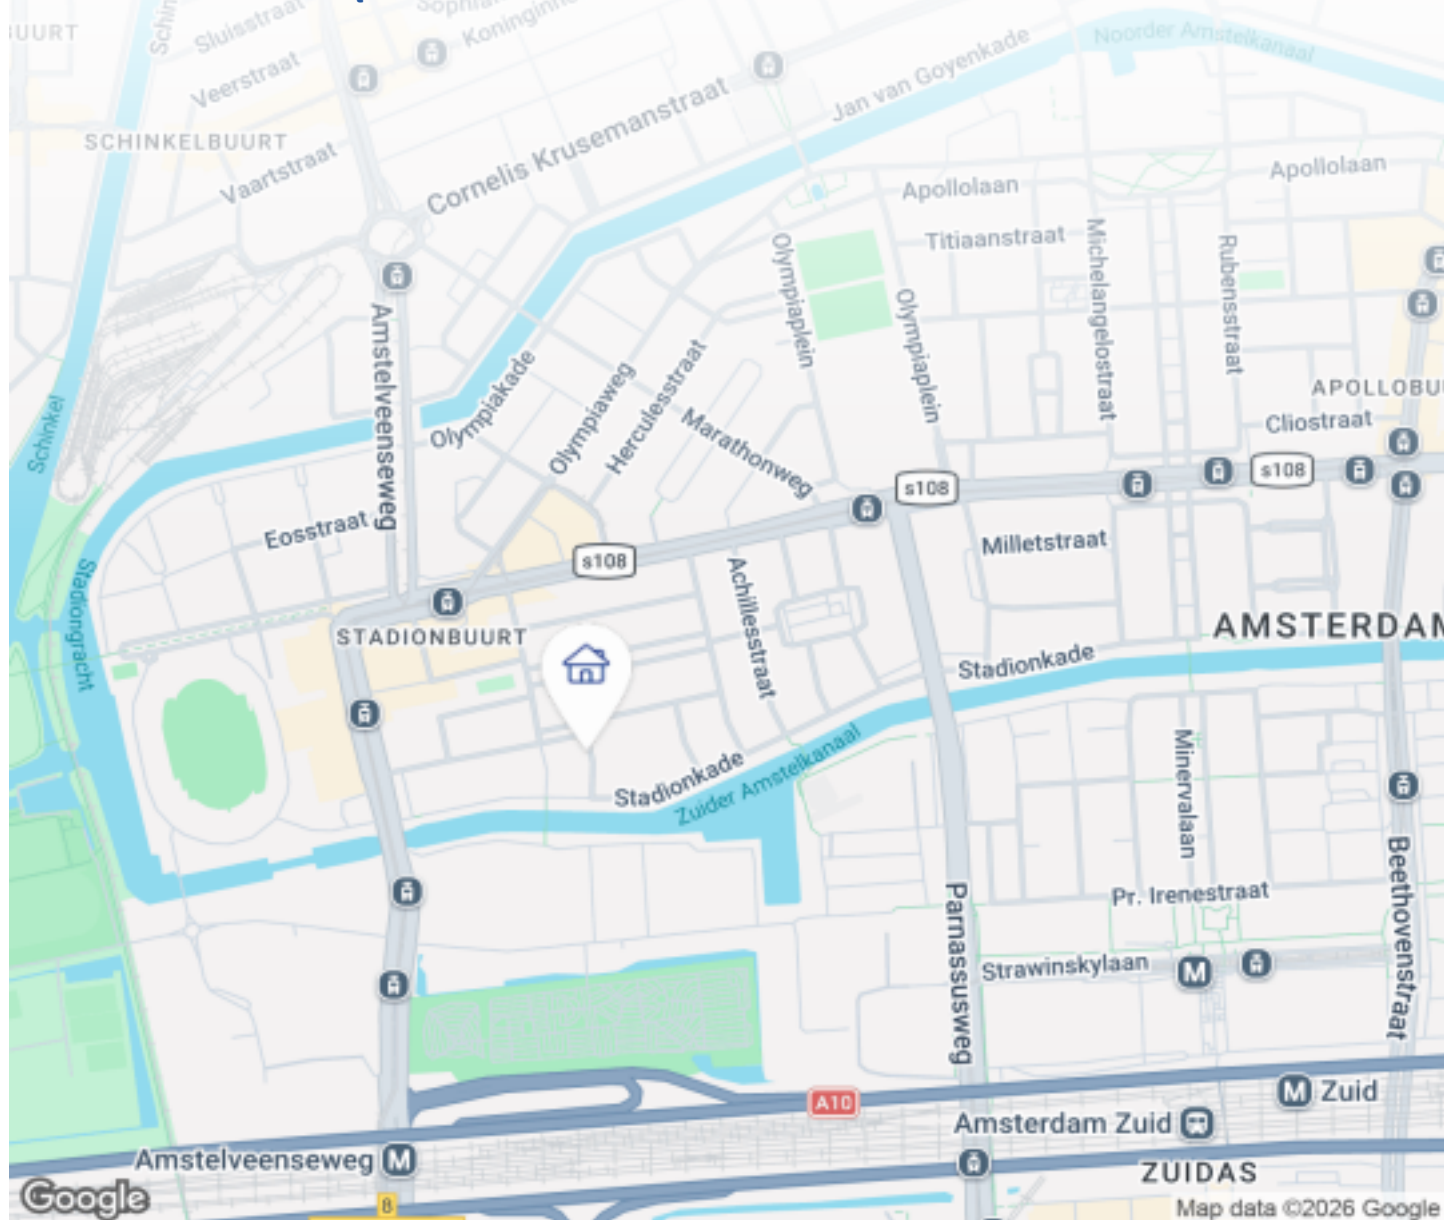 Sluisstraat
Koninginn
Noorder Amstelkanaal
Veerstraat
Jan van Goyenkade
SCHINKELBUURT
Cornelis Krusemanstraat
Vaartstraat
Apollolaan
Apollolaan
Titiaanstraat
Olympiaplein
Michelangelostraat
Rubensstraat
Amstelveenseweg
Olympiaplein
Olympiakade
Olympiaweg
Herculesstraat
Marathonweg
APOLLOBU
Cliostraat
Schinkel
s108
s108
Eosstraat
s108
Milletstraat
Stadiongracht
Achillesstraat
STADIONBUURT
AMSTERDAM
Stadionkade
Stadionkade
Zuider Amstelkanaal
Minervalaan
Beethovenstraat
Pr. Irenestraat
Parnassusweg
Strawinskylaan
M
A10
M Zuid
Amsterdam Zuid
Amstelveenseweg M
ZUIDAS
8
Google
Map data ©2026 Google